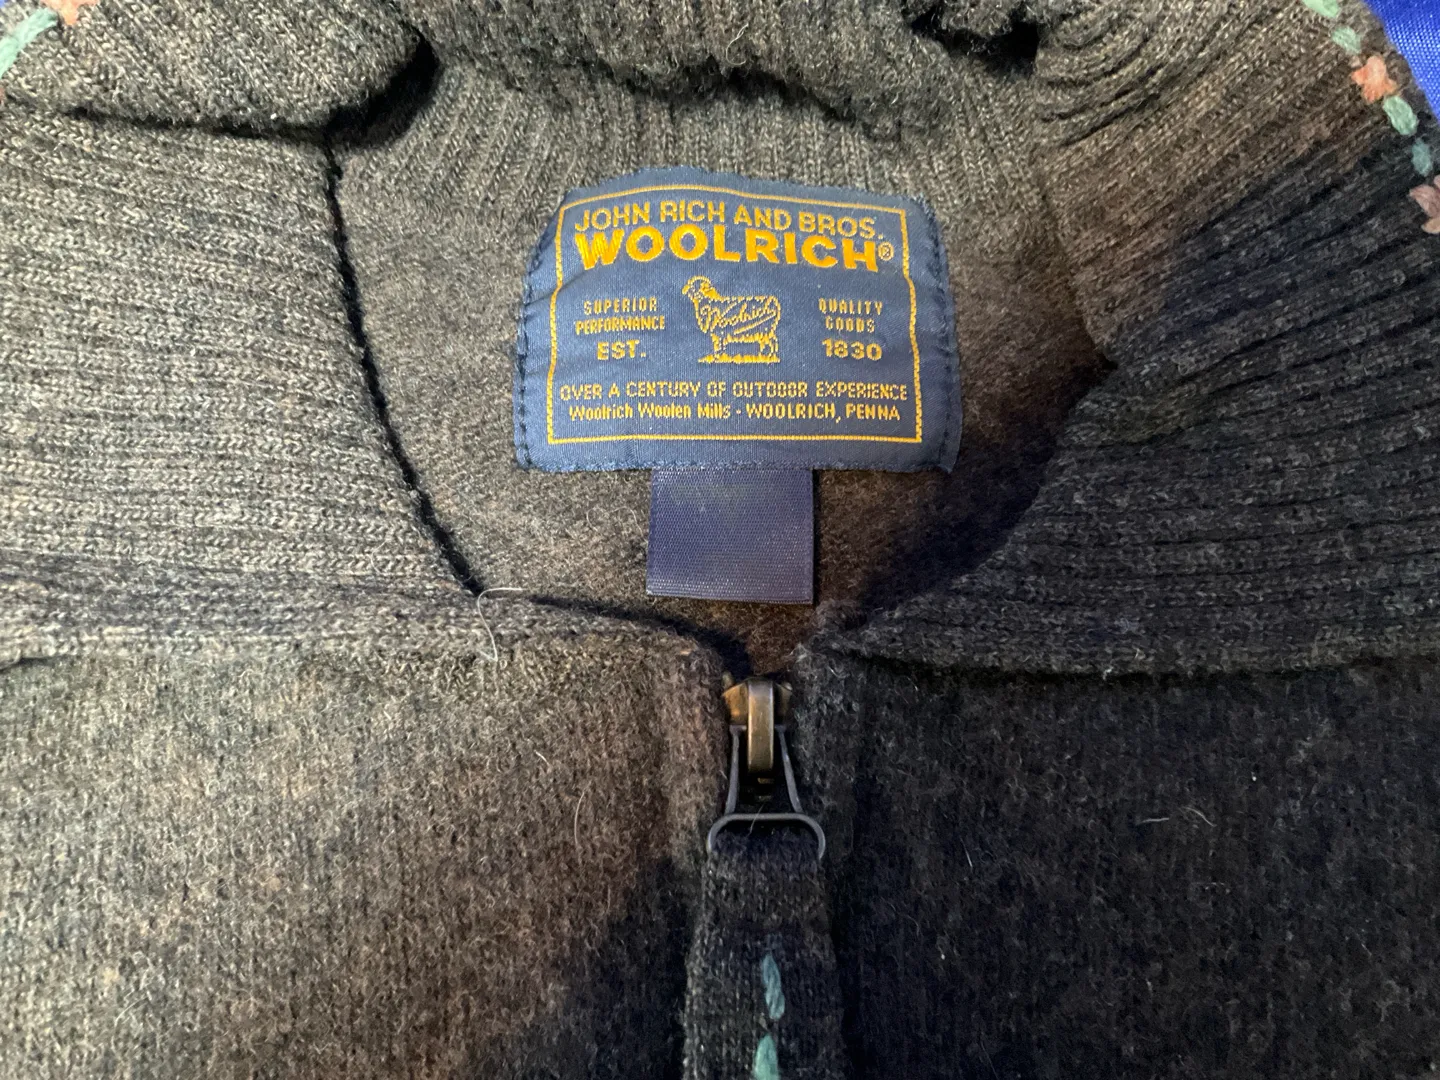 JOHN RICH AND BROS.
WOOLRICH®
SUPERIOR PERFORMANCE
EST.
Woolrich
QUALITY GOODS
1830
OVER A CENTURY OF OUTDOOR EXPERIENCE
Woolrich Woolen Mills - WOOLRICH, PENNA